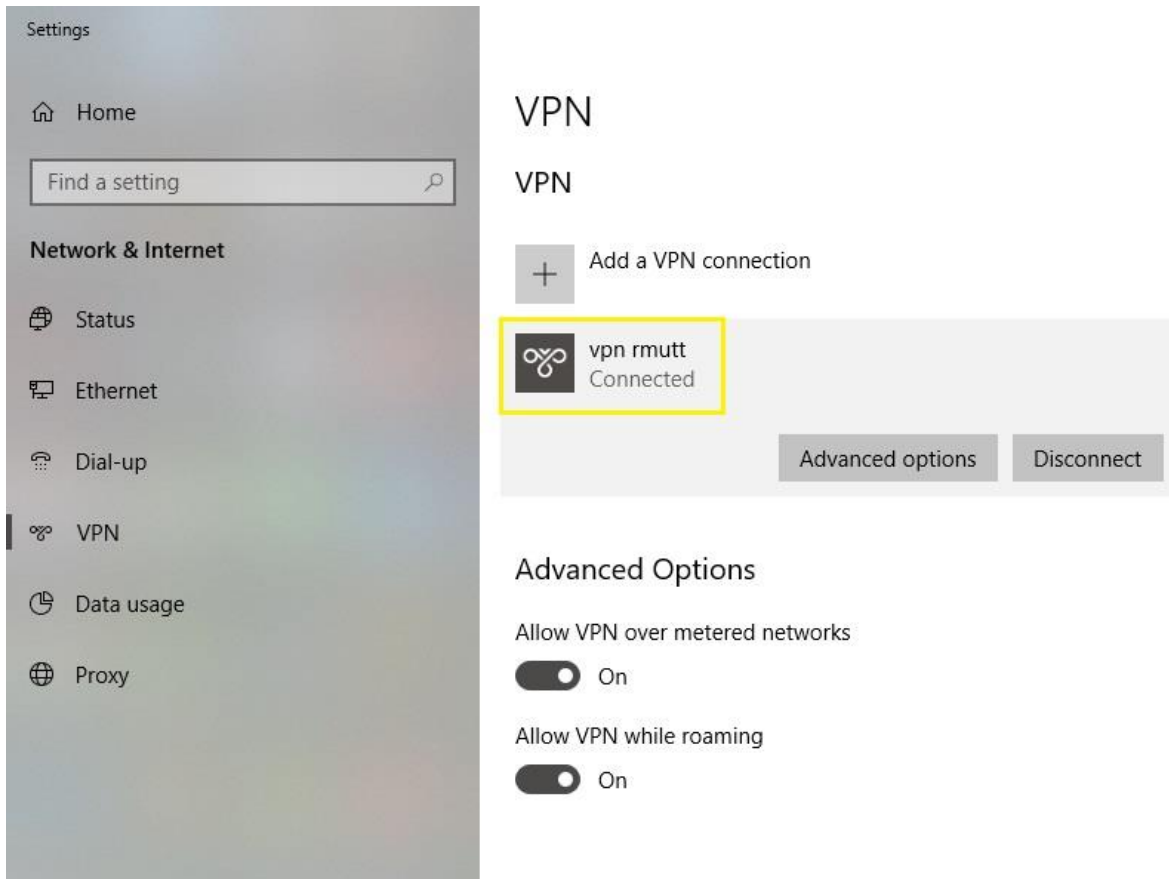 Settings
Home
Find a setting
Network & Internet
Status
Ethernet
Dial-up
VPN
Data usage
Proxy
VPN
VPN
Add a VPN connection
vpn rmutt
Connected
Advanced options
Disconnect
Advanced Options
Allow VPN over metered networks
On
Allow VPN while roaming
On